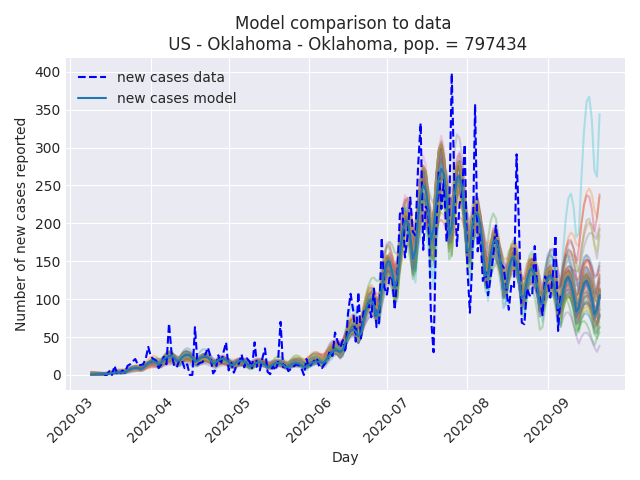 Model comparison to data
US - Oklahoma - Oklahoma, pop. = 797434
new cases data
new cases model
Number of new cases reported
400
350
300
250
200
150
100
50
0
2020-03
2020-04
2020-05
2020-06
2020-07
2020-08
2020-09
Day